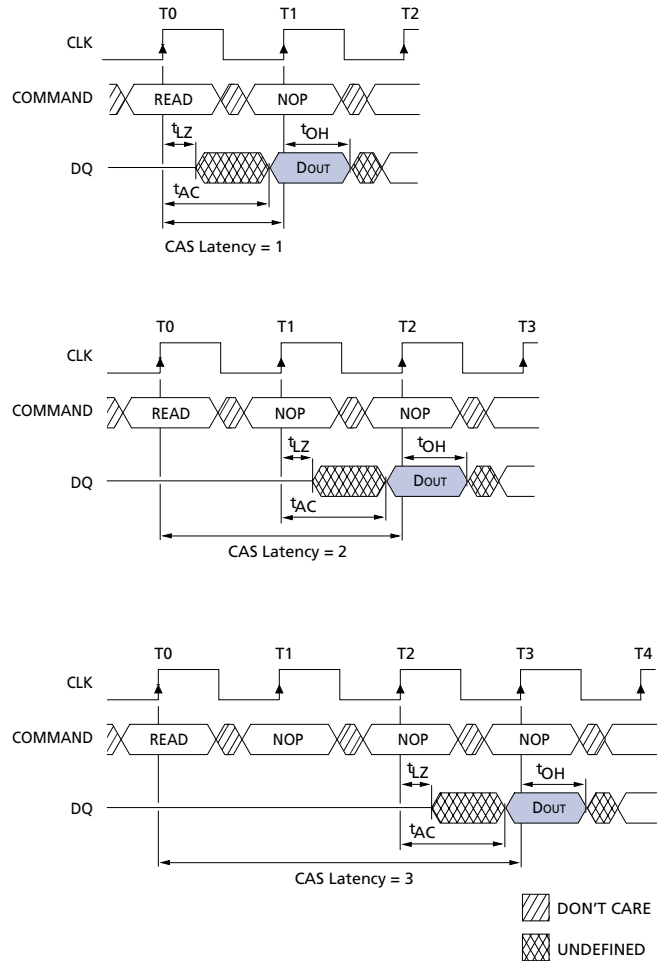 T0 T1 T2
CLK
COMMAND READ NOP
tLZ tOH
DQ DOUT
tAC
CAS Latency = 1
T0 T1 T2 T3
CLK
COMMAND READ NOP NOP
tLZ tOH
DQ DOUT
tAC
CAS Latency = 2
T0 T1 T2 T3 T4
CLK
COMMAND READ NOP NOP NOP
tLZ tOH
DQ DOUT
tAC
CAS Latency = 3
DON'T CARE
UNDEFINED